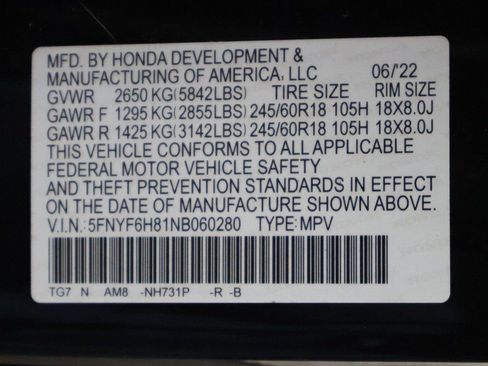 MFD. BY HONDA DEVELOPMENT &
MANUFACTURING OF AMERICA, LLC 06/'22
GVWR 2650 KG(5842LBS) TIRE SIZE RIM SIZE
GAWR F 1295 KG(2855LBS) 245/60R18 105H 18X8.0J
GAWR R 1425 KG(3142LBS) 245/60R18 105H 18X8.0J
THIS VEHICLE CONFORMS TO ALL APPLICABLE
FEDERAL MOTOR VEHICLE SAFETY
AND THEFT PREVENTION STANDARDS IN EFFECT
ON THE DATE OF MANUFACTURE SHOWN ABOVE.
V.I.N.: 5FNYF6H81NB060280 TYPE: MPV
TG7 N AM8 -NH731P -R -B